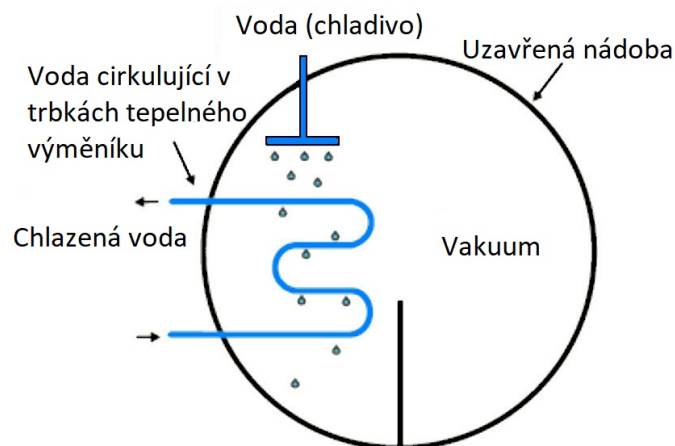 Voda (chladivo)
Uzavřená nádoba
Voda cirkulující v
trbkách tepelného
výměníku
Chlazená voda
Vakuum